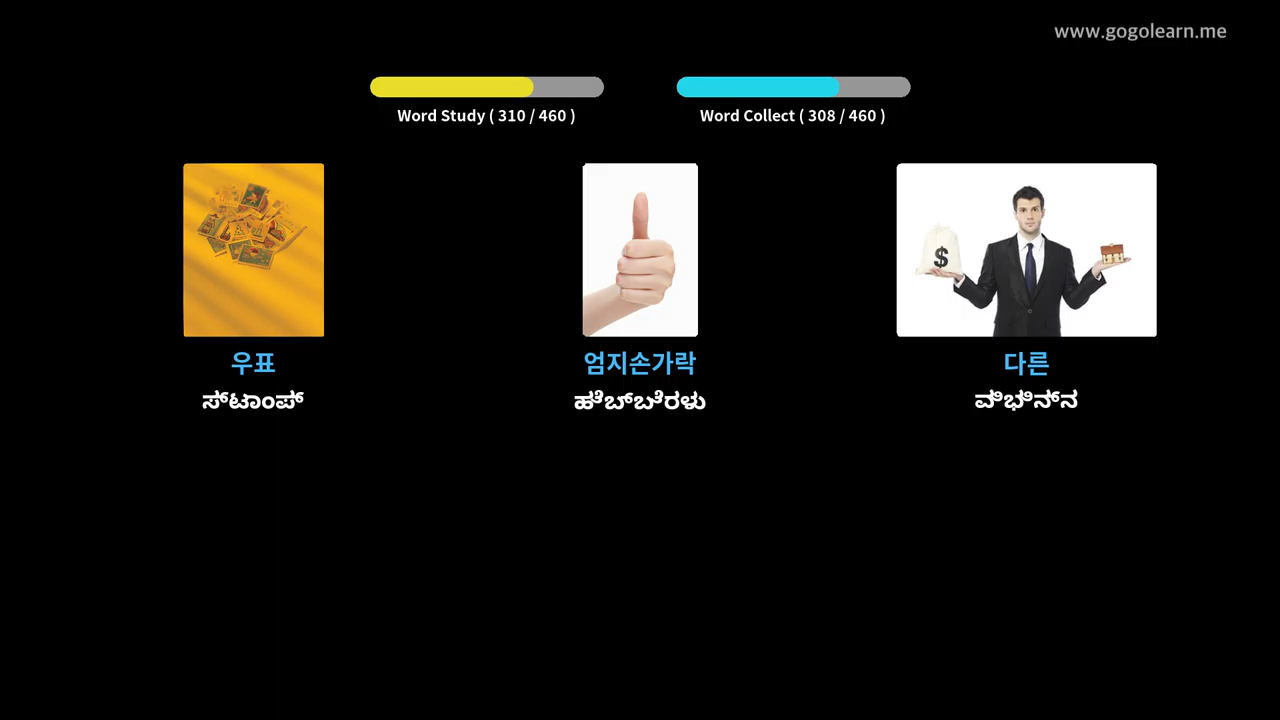 www.gogolearn.me
Word Study ( 310 / 460 )
Word Collect ( 308 / 460 )
$
우표
엄지손가락
다른
ಸ್ಟಾಂಪ್
ಹೆಬ್ಬೆರಳು
ವಿಭಿನ್ನ